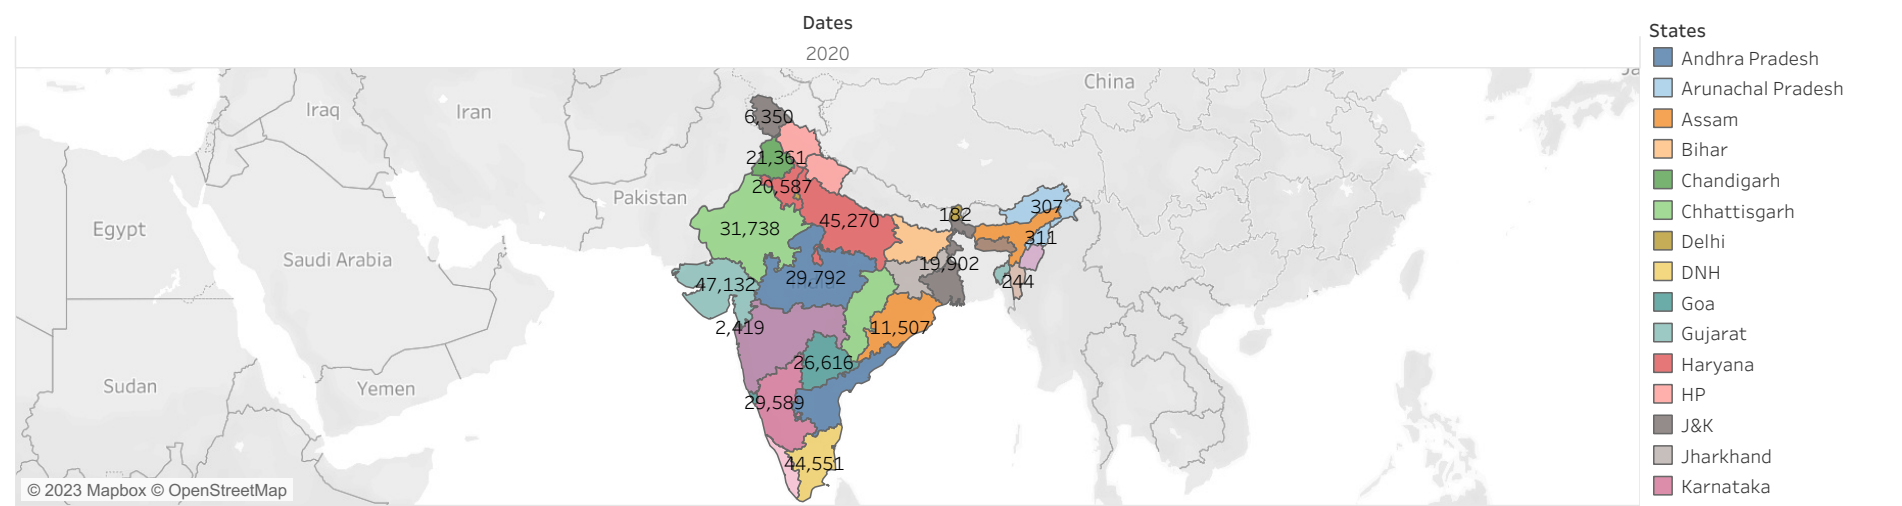 Dates
2020
China
Iraq
Iran
6,350
21,361
Pakistan
20,587
Egypt
31,738
45,270
182
307
311
Saudi Arabia
19,902
47,132
29,792
244
2,419
11,507
26,616
Sudan
Yemen
29,589
44,551
© 2023 Mapbox © OpenStreetMap
States
Andhra Pradesh
Arunachal Pradesh
Assam
Bihar
Chandigarh
Chhattisgarh
Delhi
DNH
Goa
Gujarat
Haryana
HP
J&K
Jharkhand
Karnataka